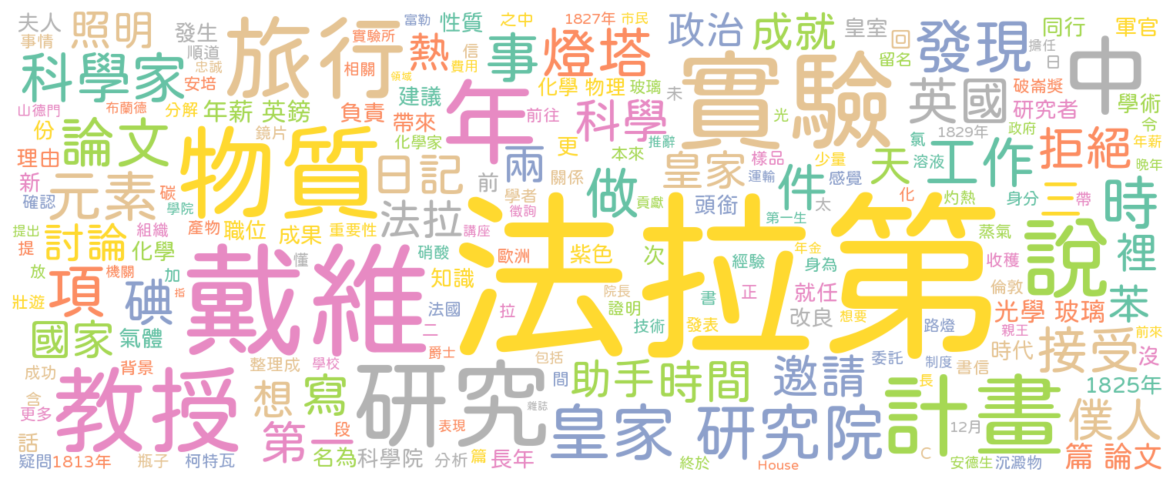 夫人 照明 發生 旅行 富勒 性質 之中 1827年 市民 政治 成就 皇室 回 發現 擔任 日 同行 軍官
事情 順道 忠誠 實驗所 熱 事 信 費用 燈塔 留名 中
科學家 安培 相關 領域 化學 物理 玻璃 未 實驗 英國 破崙獎 研究者 學術
山德門 布蘭德 分解 年薪 英鎊 負責 建議 年 前往 科學 光 1829年 政府 令
份 論文 鏡片 帶來 化學家 推辭 氯 工作 拒絕 年薪
理由 物質 日記 兩 更 本來 皇家 樣品 少量 天 溶液 晚年
新 元素 碳 前 學者 關係 做 貢獻 運輸 感覺 件 化 灼熱 身分 三 帶 時
確認 學院 法拉 徵詢 頭銜 太 第一生
提出 組織 產物 職位 成果 重要性 講座 法拉第 蒸氣 說 裡
提 討論 化學 硝酸 歐洲 紫色 次 經驗 年金 身為 收穫
放 機關 加 戴維 懂 知識 院長 證明 書 正 就任 倫敦 光學 玻璃 苯
壯遊 項 指 碘 法國 拉 技術 發表 改良 想要 路燈 親王 前來
國家 氣體 二 爵士 包括 時代 接受 沒
成功 背景 整理成 學校 間 委託 制度 書信
含 教授 想 寫 研究 助手 時間 邀請 長 計畫 1825年
更多 雜誌 僕人
話 第一 段 表現 皇家 研究院 12月
疑問 1813年 瓶子 柯特瓦 名為 科學院 分析 篇 長年 終於 House C 安德生 沉澱物 篇 論文